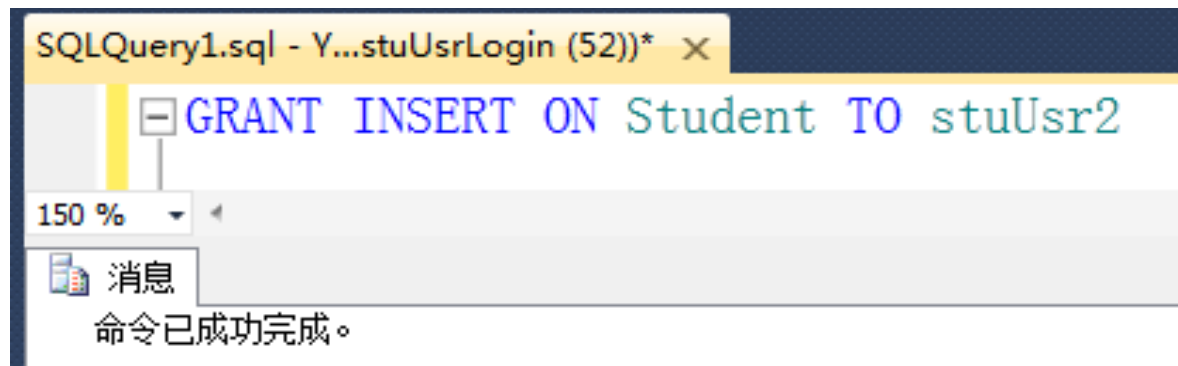 SQLQuery1.sql - Y...stuUsrLogin (52))*
GRANT INSERT ON Student TO stuUsr2
150 %
消息
命令已成功完成。